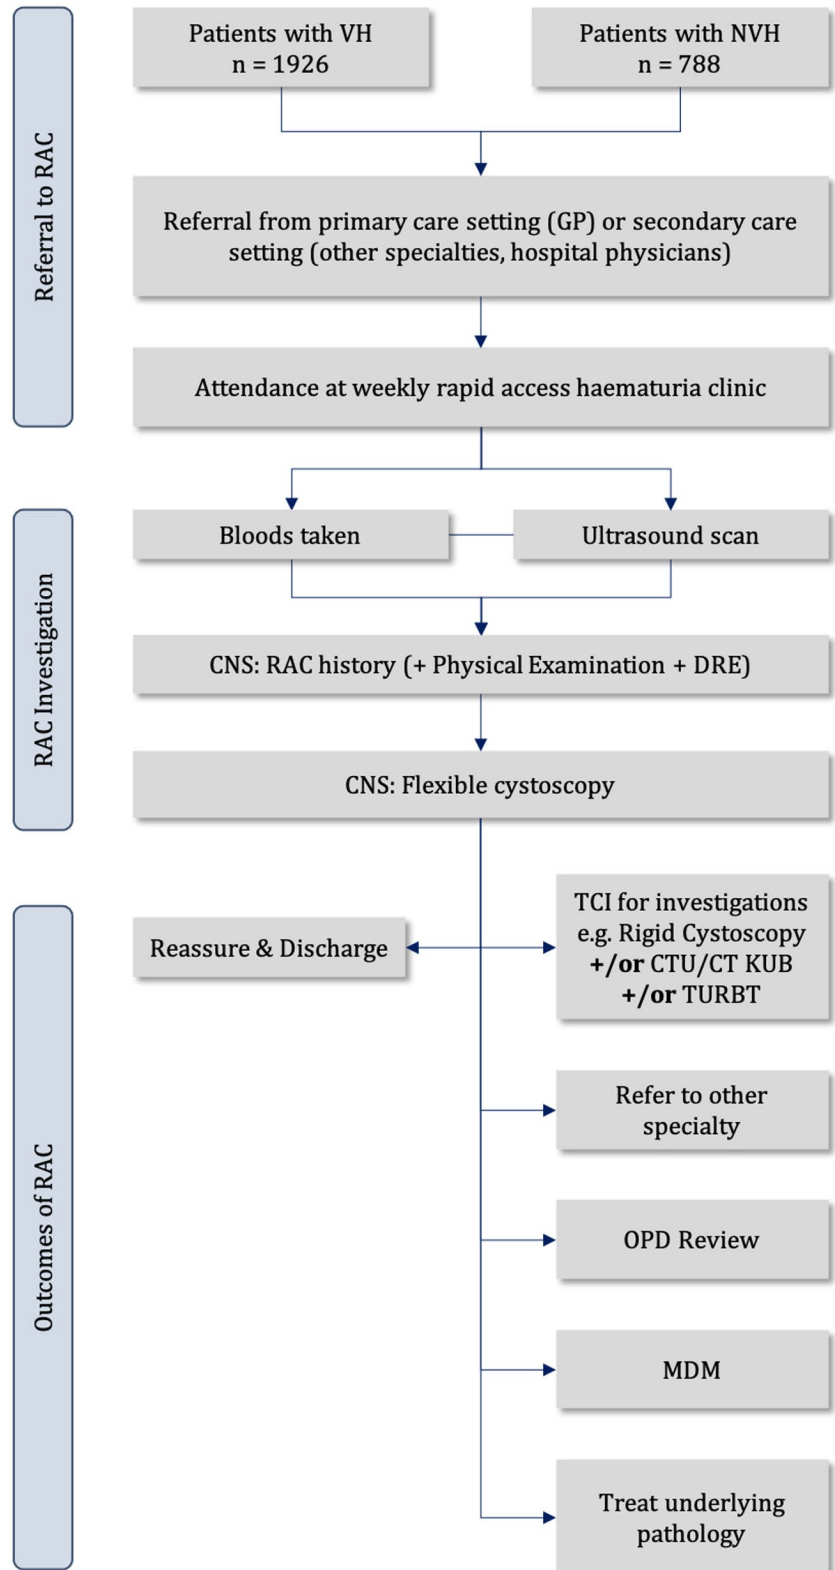 Referral to RAC
Patients with VH
n = 1926
Patients with NVH
n = 788
Referral from primary care setting (GP) or secondary care
setting (other specialties, hospital physicians)
Attendance at weekly rapid access haematuria clinic
RAC Investigation
Bloods taken
Ultrasound scan
CNS: RAC history (+ Physical Examination + DRE)
CNS: Flexible cystoscopy
Outcomes of RAC
Reassure & Discharge
TCI for investigations
e.g. Rigid Cystoscopy
+/or CTU/CT KUB
+/or TURBT
Refer to other
specialty
OPD Review
MDM
Treat underlying
pathology